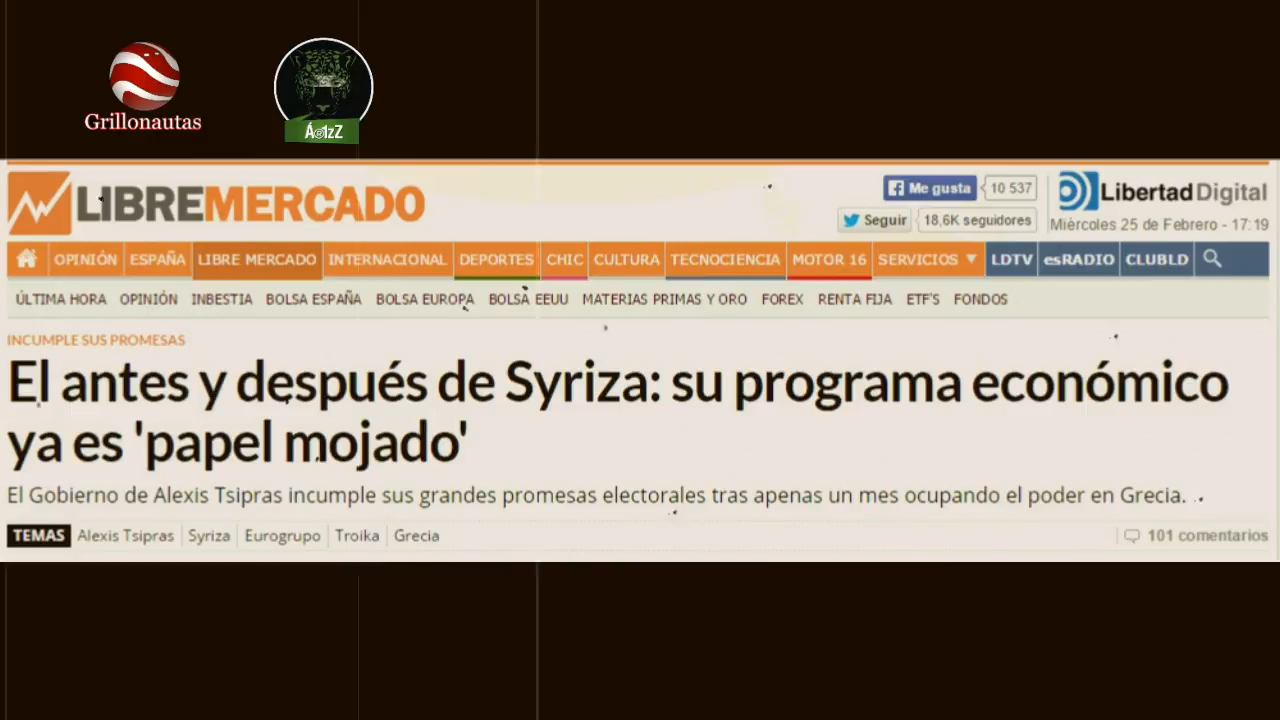 Grillonautas
LIBREMERCADO
Me gusta
10 537
Seguir
18,6K seguidores
Libertad Digital
Miércoles 25 de Febrero - 17:19
OPINIÓN ESPAÑA LIBRE MERCADO INTERNACIONAL DEPORTES CHIC CULTURA TECNOCIENCIA MOTOR 16 SERVICIOS LDTV esRADIO CLUBLD
ÚLTIMA HORA OPINIÓN INBESTIA BOLSA ESPAÑA BOLSA EUROPA BOLSA EEUU MATERIAS PRIMAS Y ORO FOREX RENTA FIJA ETF'S FONDOS
INCUMPLE SUS PROMESAS
El antes y después de Syriza: su programa económico
ya es 'papel mojado'
El Gobierno de Alexis Tsipras incumple sus grandes promesas electorales tras apenas un mes ocupando el poder en Grecia.
TEMAS Alexis Tsipras Syriza Eurogrupo Troika Grecia
101 comentarios